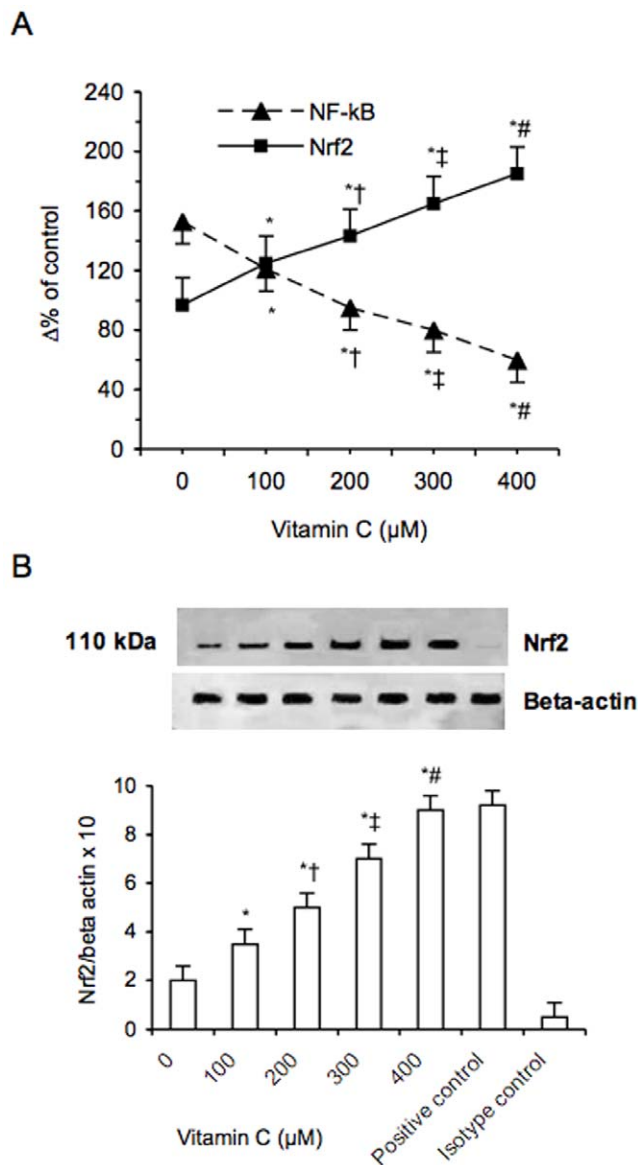 A
240
200
160
120
80
40
0
Δ% of control
NF-kB
Nrf2
*
*†
*‡
*#
*
*†
*‡
*#
0 100 200 300 400
Vitamin C (µM)
B
110 kDa Nrf2
Beta-actin
10
8
6
4
2
0
Nrf2/beta actin x 10
*
*†
*‡
*#
0 100 200 300 400 Positive control Isotype control
Vitamin C (µM)